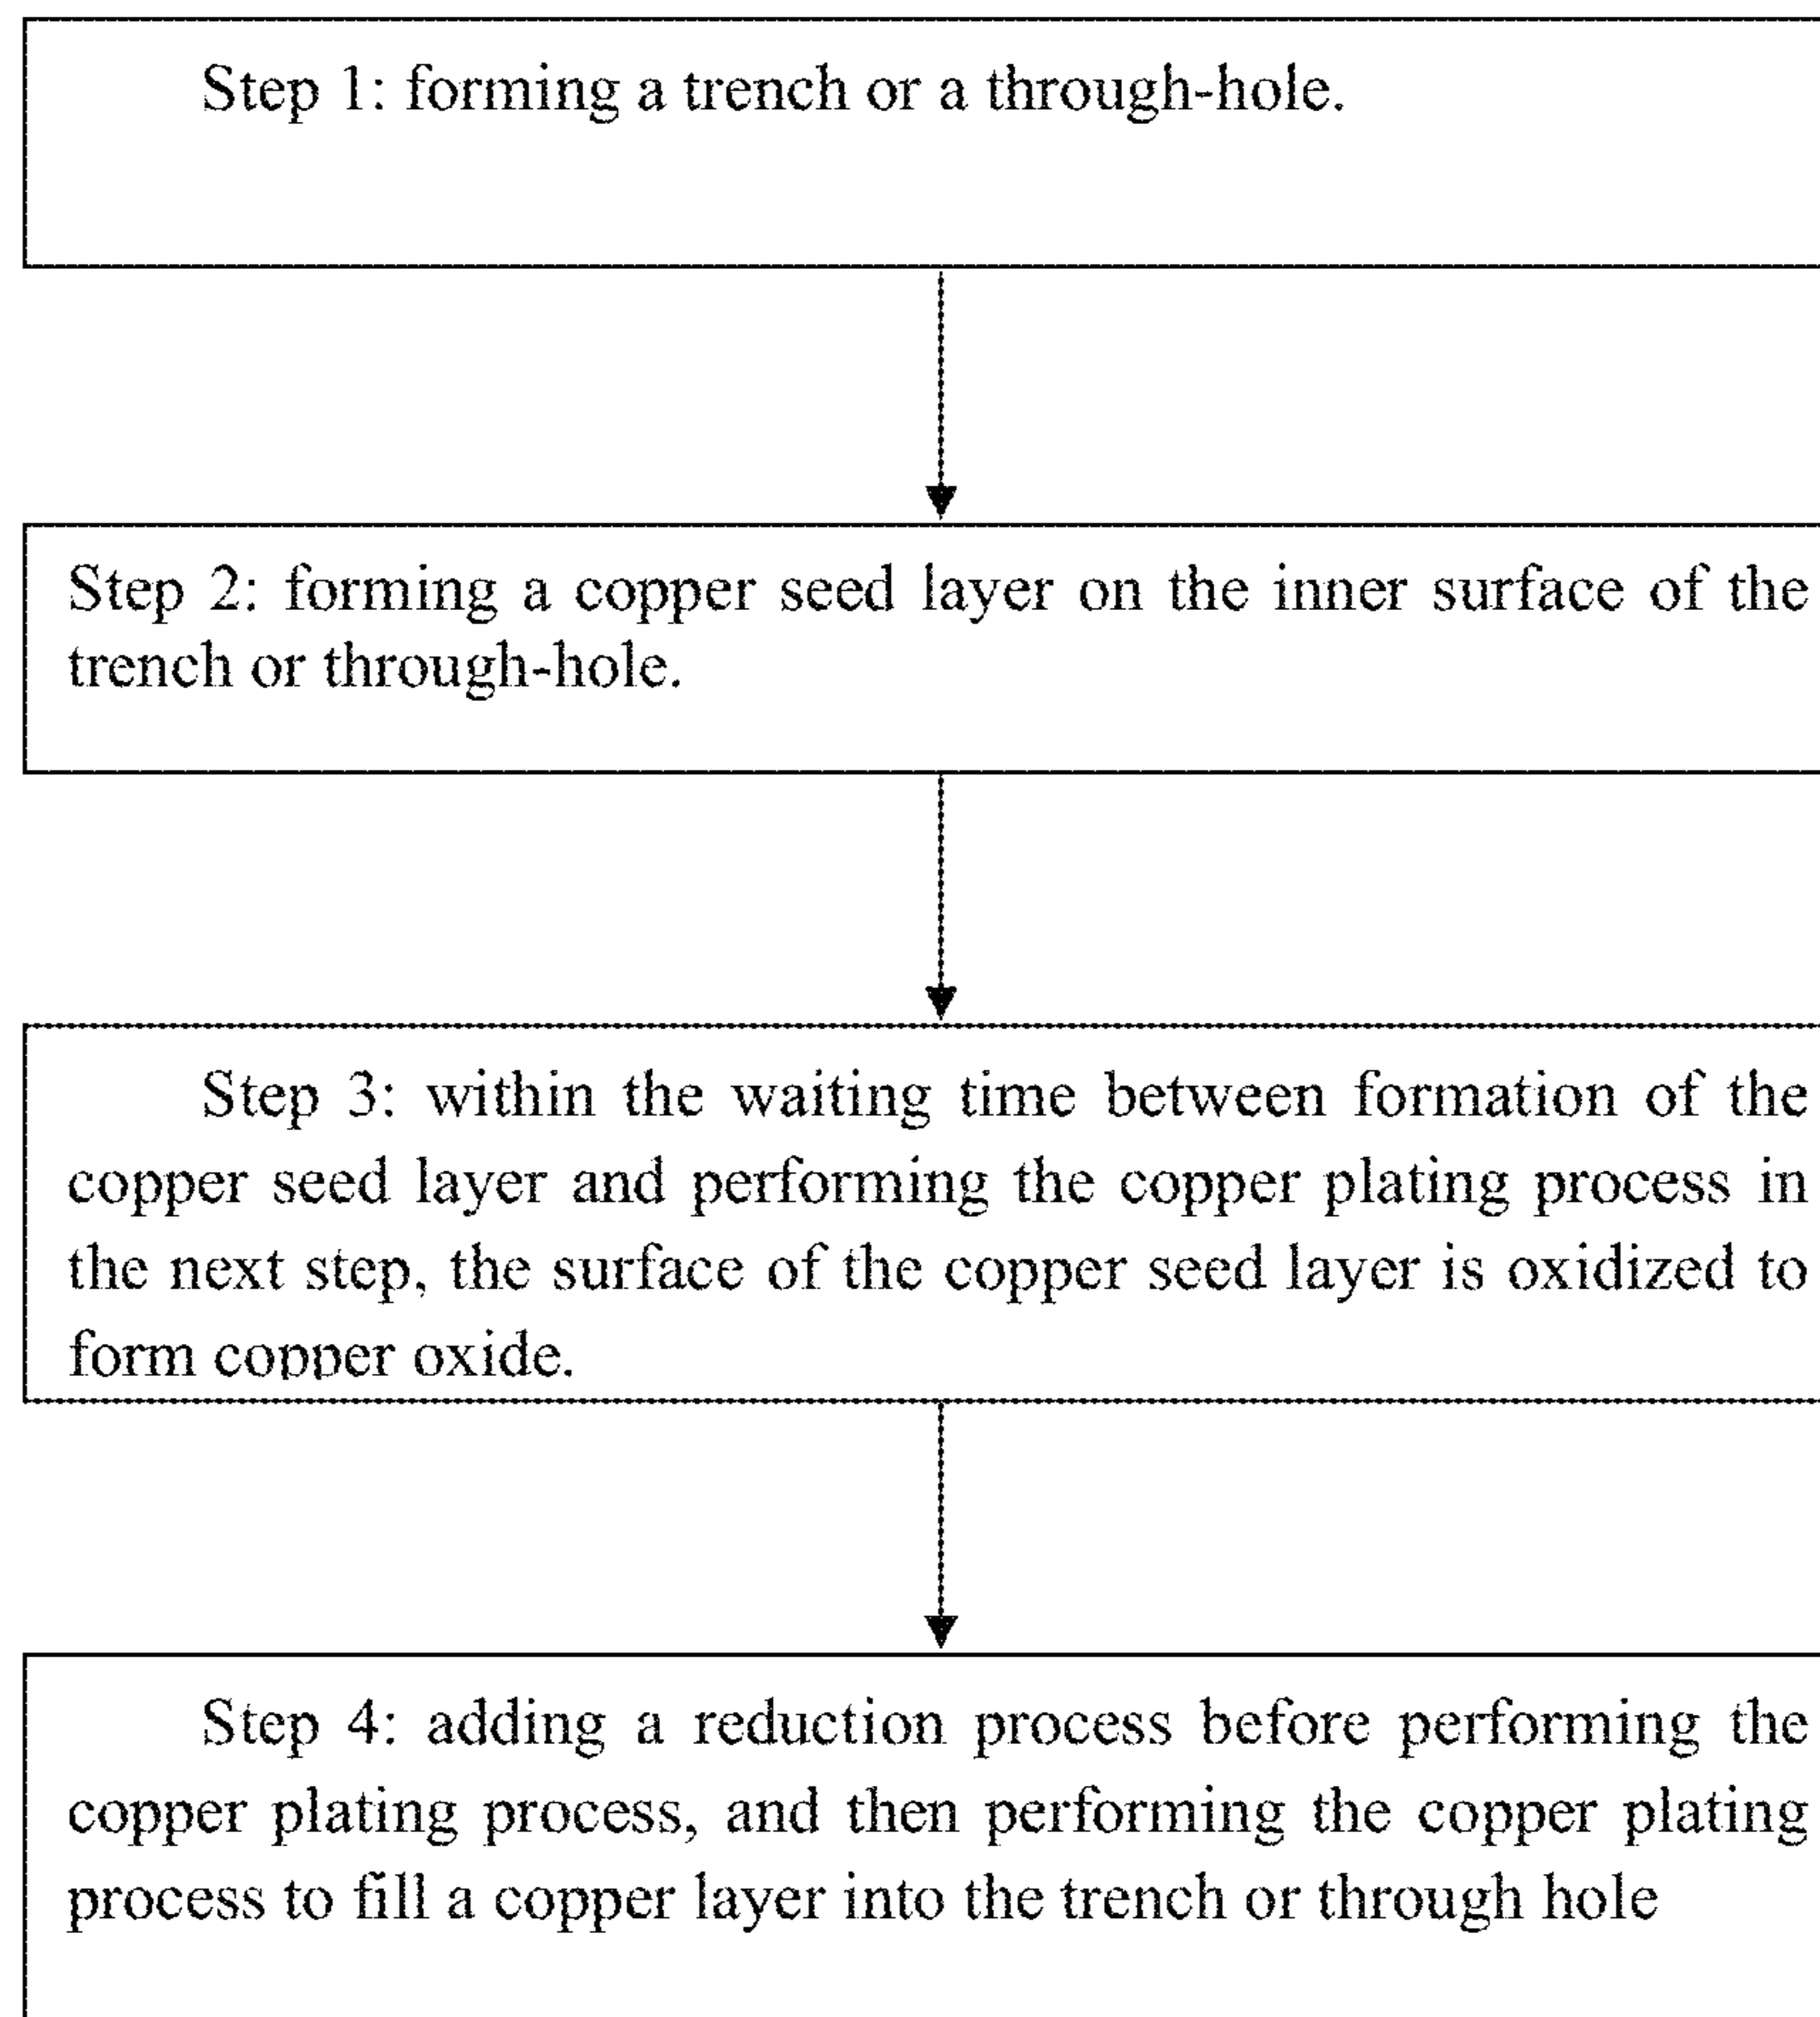 Step 1: forming a trench or a through-hole.
Step 2: forming a copper seed layer on the inner surface of the
trench or through-hole.
Step 3: within the waiting time between formation of the
copper seed layer and performing the copper plating process in
the next step, the surface of the copper seed layer is oxidized to
form copper oxide.
Step 4: adding a reduction process before performing the
copper plating process, and then performing the copper plating
process to fill a copper layer into the trench or through hole